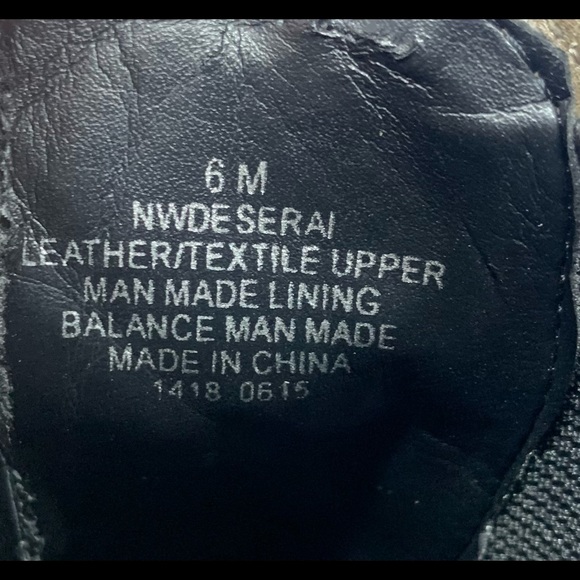 6 M
NWDESERAI
LEATHER/TEXTILE UPPER
MAN MADE LINING
BALANCE MAN MADE
MADE IN CHINA
1418 0615